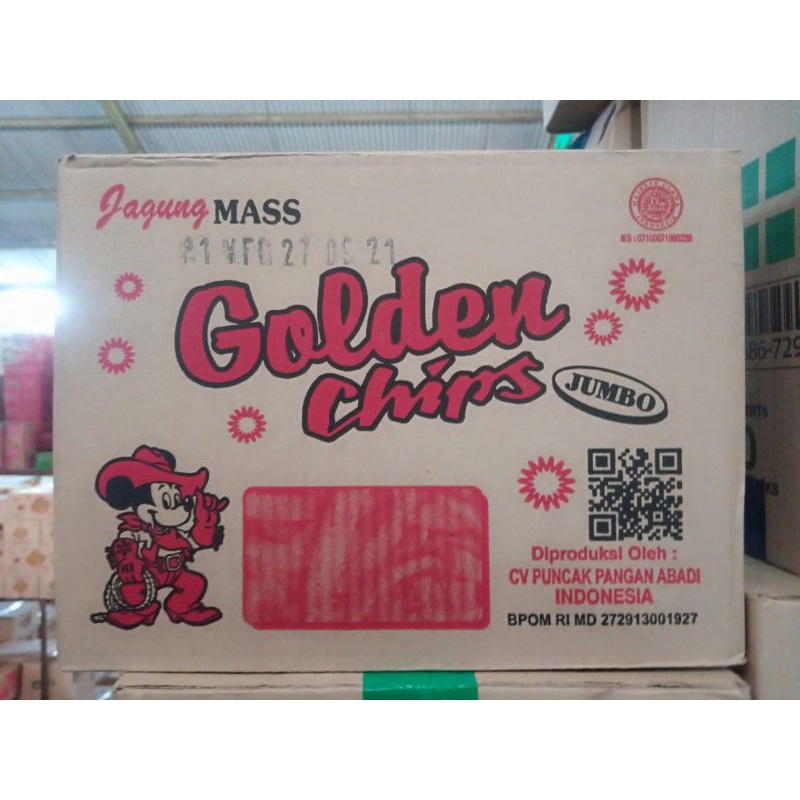 Jagung MASS
MFG 27 21
Golden
Chips
JUMBO
Diproduksi Oleh :
CV PUNCAK PANGAN ABADI
INDONESIA
BPOM RI MD 272913001927